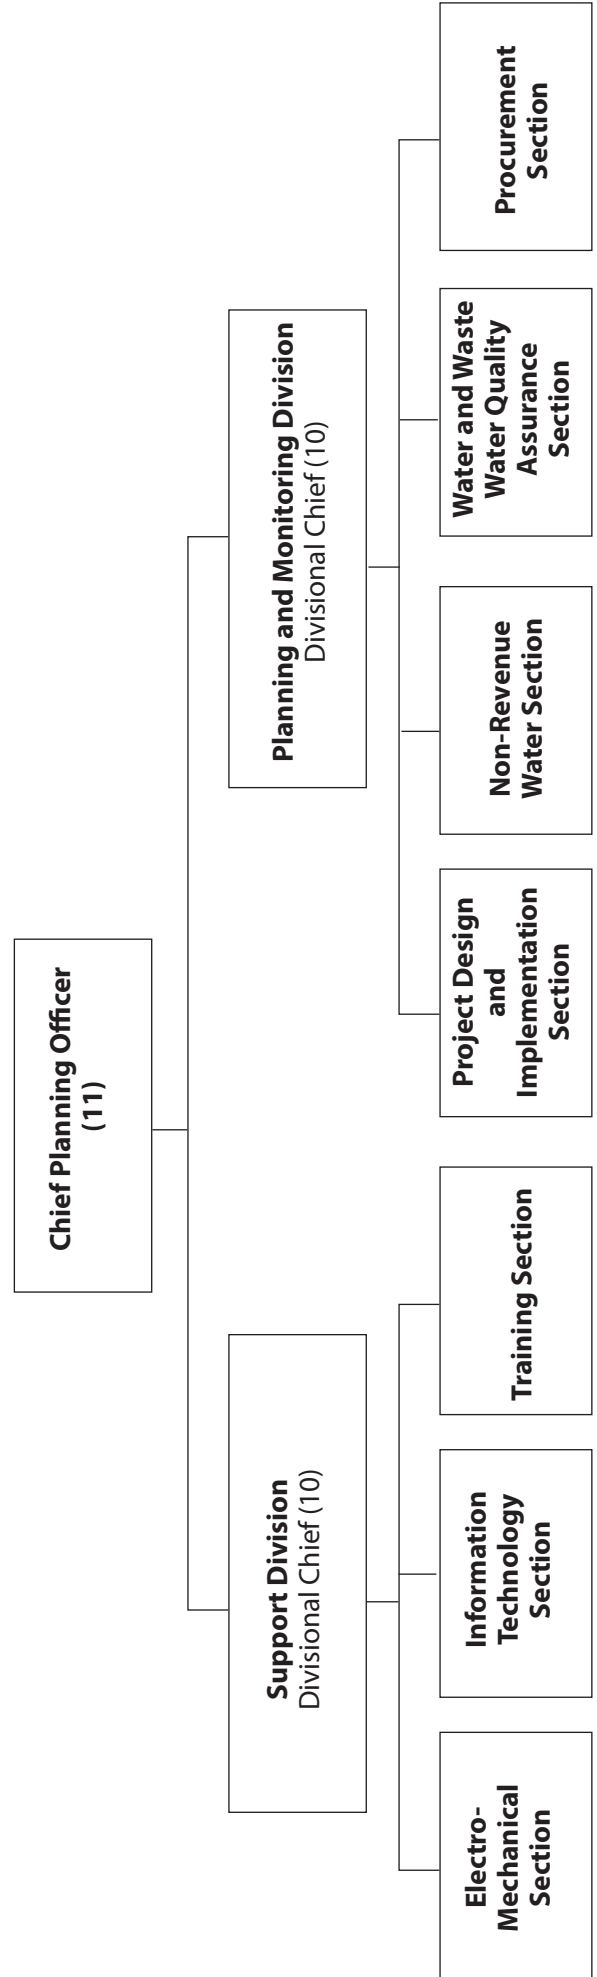 Chief Planning Officer
(11)
Support Division
Divisional Chief (10)
Planning and Monitoring Division
Divisional Chief (10)
Electro-
Mechanical
Section
Information
Technology
Section
Training Section
Project Design
and
Implementation
Section
Non-Revenue
Water Section
Water and Waste
Water Quality
Assurance
Section
Procurement
Section